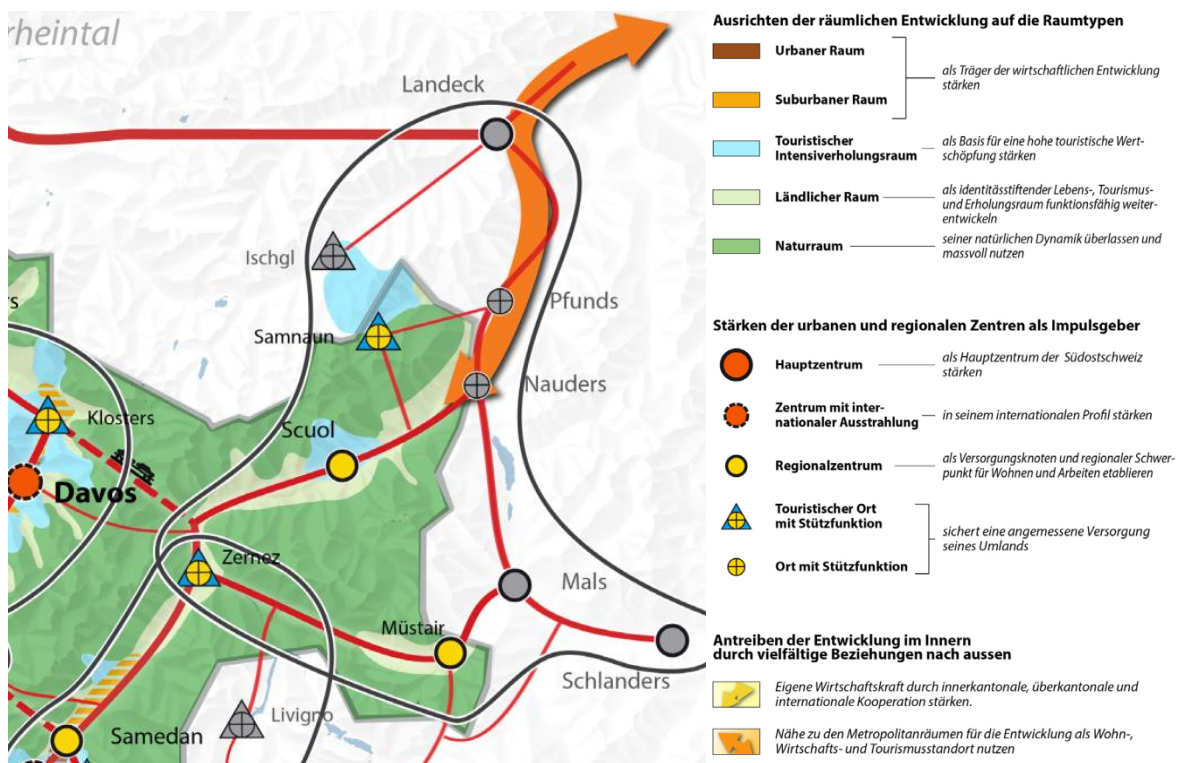 rheintal
Landeck
Ischgl
Pfunds
Samnaun
Nauders
Klosters
Scuol
Davos
Zernez
Mals
Müstair
Schlanders
Livigno
Samedan
Ausrichten der räumlichen Entwicklung auf die Raumtypen
Urbaner Raum
Suburbaner Raum
als Träger der wirtschaftlichen Entwicklung
stärken
Touristischer
Intensiverholungsraum
als Basis für eine hohe touristische Wert-
schöpfung stärken
Ländlicher Raum
als identitässtiftender Lebens-, Tourismus-
und Erholungsraum funktionsfähig weiter-
entwickeln
Naturraum
seiner natürlichen Dynamik überlassen und
massvoll nutzen
Stärken der urbanen und regionalen Zentren als Impulsgeber
Hauptzentrum
als Hauptzentrum der Südostschweiz
stärken
Zentrum mit inter-
nationaler Ausstrahlung
in seinem internationalen Profil stärken
Regionalzentrum
als Versorgungsknoten und regionaler Schwer-
punkt für Wohnen und Arbeiten etablieren
Touristischer Ort
mit Stützfunktion
Ort mit Stützfunktion
sichert eine angemessene Versorgung
seines Umlands
Antreiben der Entwicklung im Innern
durch vielfältige Beziehungen nach aussen
Eigene Wirtschaftskraft durch innerkantonale, überkantonale und
internationale Kooperation stärken.
Nähe zu den Metropolitanräumen für die Entwicklung als Wohn-,
Wirtschafts- und Tourismusstandort nutzen